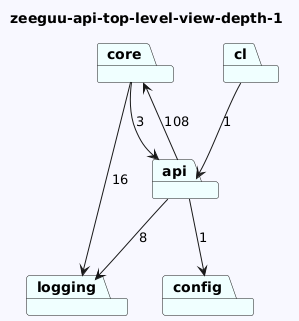 zeeguu-api-top-level-view-depth-1
core
cl
3
108
1
api
16
8
1
logging
config